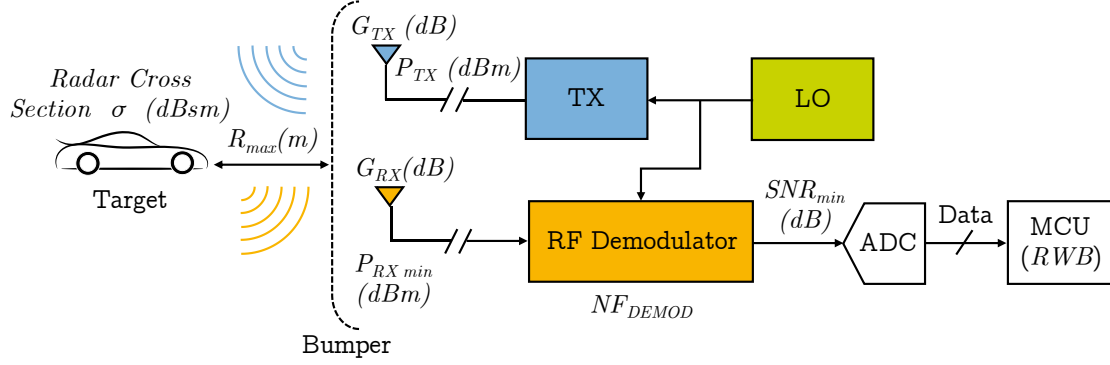 G_TX (dB)
P_TX (dBm)
TX
LO
Radar Cross
Section σ (dBsm)
R_max(m)
Target
G_RX(dB)
SNR_min
(dB)
RF Demodulator
ADC
Data
MCU
(RWB)
P_RX min
(dBm)
NF_DEMOD
Bumper